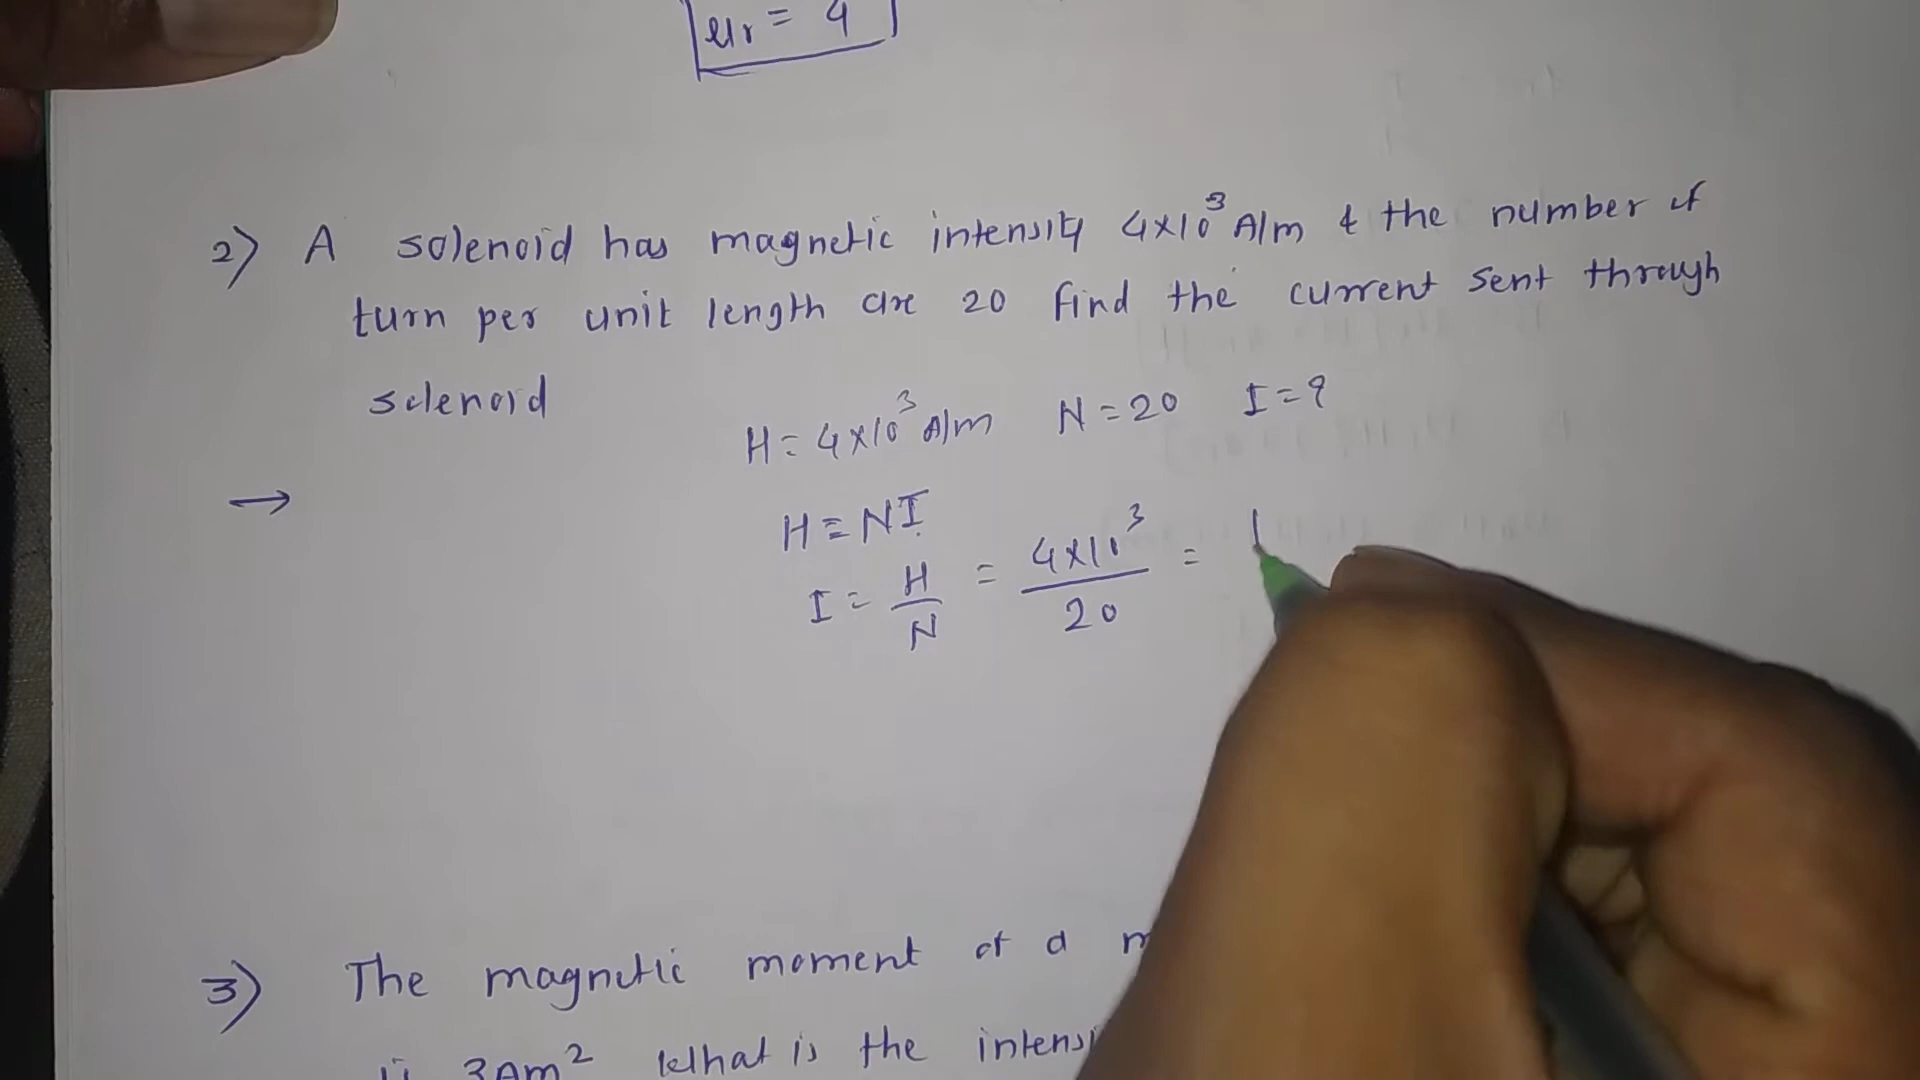 μr = 4
2) A solenoid has magnetic intensity 4×10³ A/m & the number of
turn per unit length are 20 find the current sent through
solenoid
H = 4×10³ A/m N = 20 I = ?
→
H = NI
I = H/N = 4×10³/20 =
3) The magnetic moment of a
is 3Am² What is the